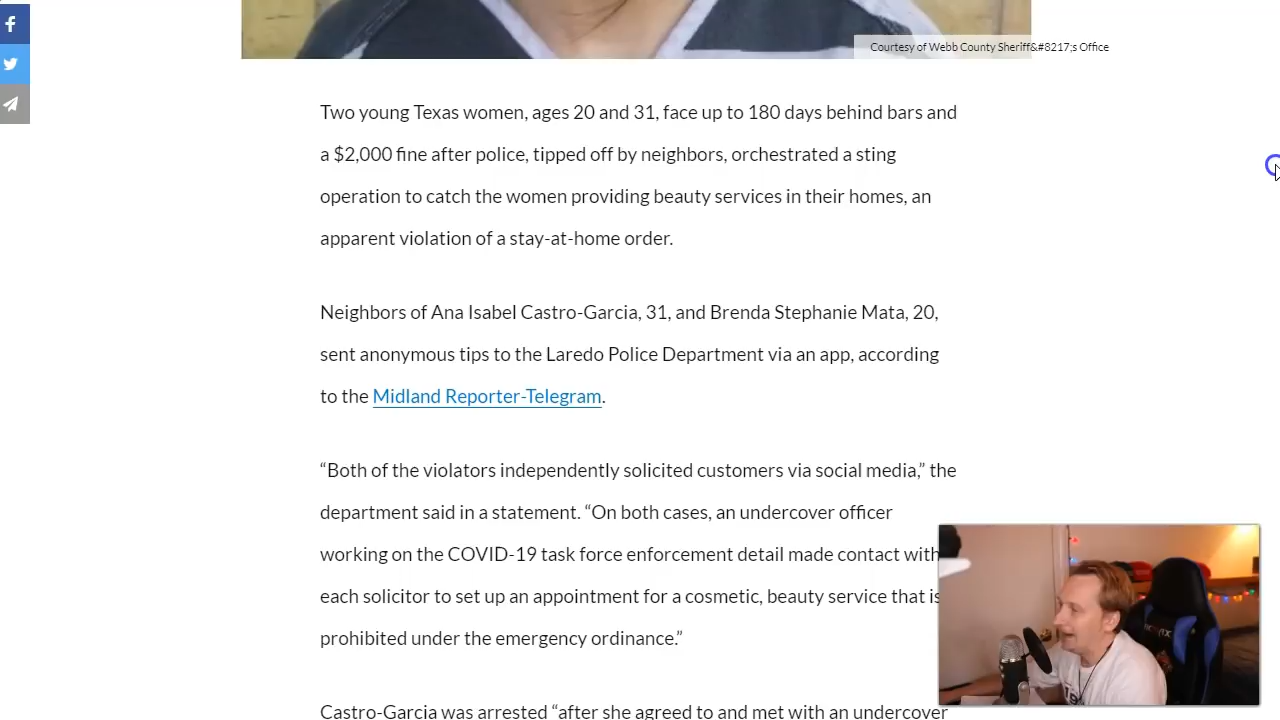 Courtesy of Webb County Sheriff&#8217;s Office
Two young Texas women, ages 20 and 31, face up to 180 days behind bars and
a $2,000 fine after police, tipped off by neighbors, orchestrated a sting
operation to catch the women providing beauty services in their homes, an
apparent violation of a stay-at-home order.
Neighbors of Ana Isabel Castro-Garcia, 31, and Brenda Stephanie Mata, 20,
sent anonymous tips to the Laredo Police Department via an app, according
to the Midland Reporter-Telegram.
“Both of the violators independently solicited customers via social media,” the
department said in a statement. “On both cases, an undercover officer
working on the COVID-19 task force enforcement detail made contact with
each solicitor to set up an appointment for a cosmetic, beauty service that is
prohibited under the emergency ordinance.”
Castro-Garcia was arrested “after she agreed to and met with an undercover